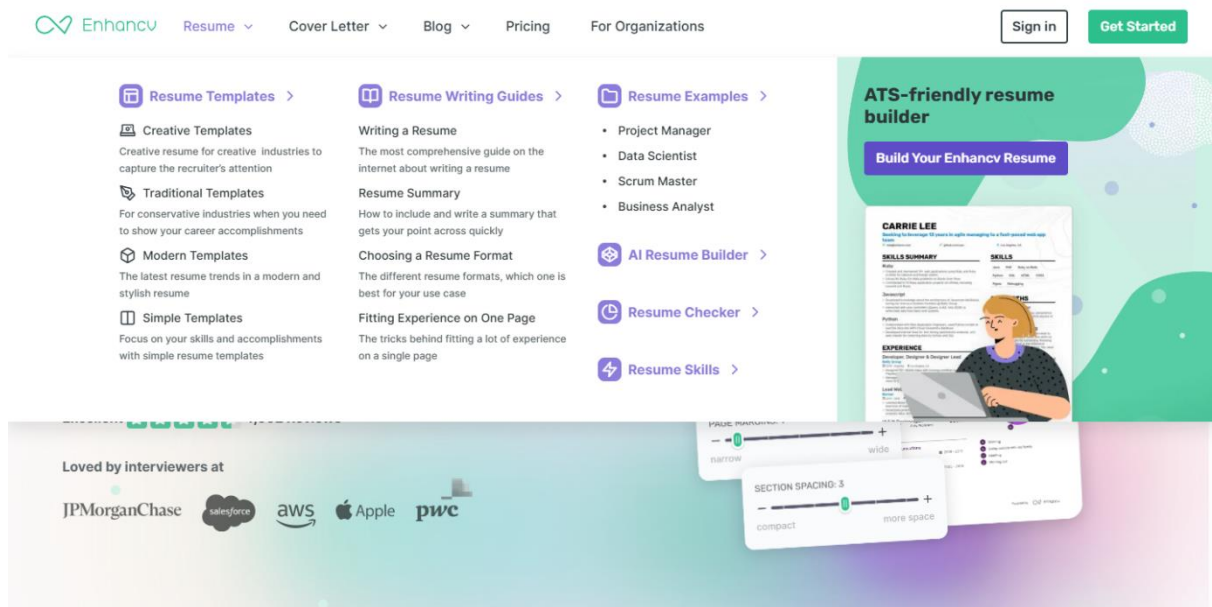 Enhancv Resume Cover Letter Blog Pricing For Organizations Sign in Get Started
Resume Templates
Creative Templates
Creative resume for creative industries to
capture the recruiter's attention
Traditional Templates
For conservative industries when you need
to show your career accomplishments
Modern Templates
The latest resume trends in a modern and
stylish resume
Simple Templates
Focus on your skills and accomplishments
with simple resume templates
Resume Writing Guides
Writing a Resume
The most comprehensive guide on the
internet about writing a resume
Resume Summary
How to include and write a summary that
gets your point across quickly
Choosing a Resume Format
The different resume formats, which one is
best for your use case
Fitting Experience on One Page
The tricks behind fitting a lot of experience
on a single page
Resume Examples
• Project Manager
• Data Scientist
• Scrum Master
• Business Analyst
AI Resume Builder
Resume Checker
Resume Skills
ATS-friendly resume
builder
Build Your Enhancv Resume
CARRIE LEE
SKILLS SUMMARY
SKILLS
EXPERIENCE
Developer, Designer & Designer Lead
Loved by interviewers at
JPMorganChase salesforce aws Apple pwc
PAGE MARGINS:
narrow wide
SECTION SPACING: 3
compact more space